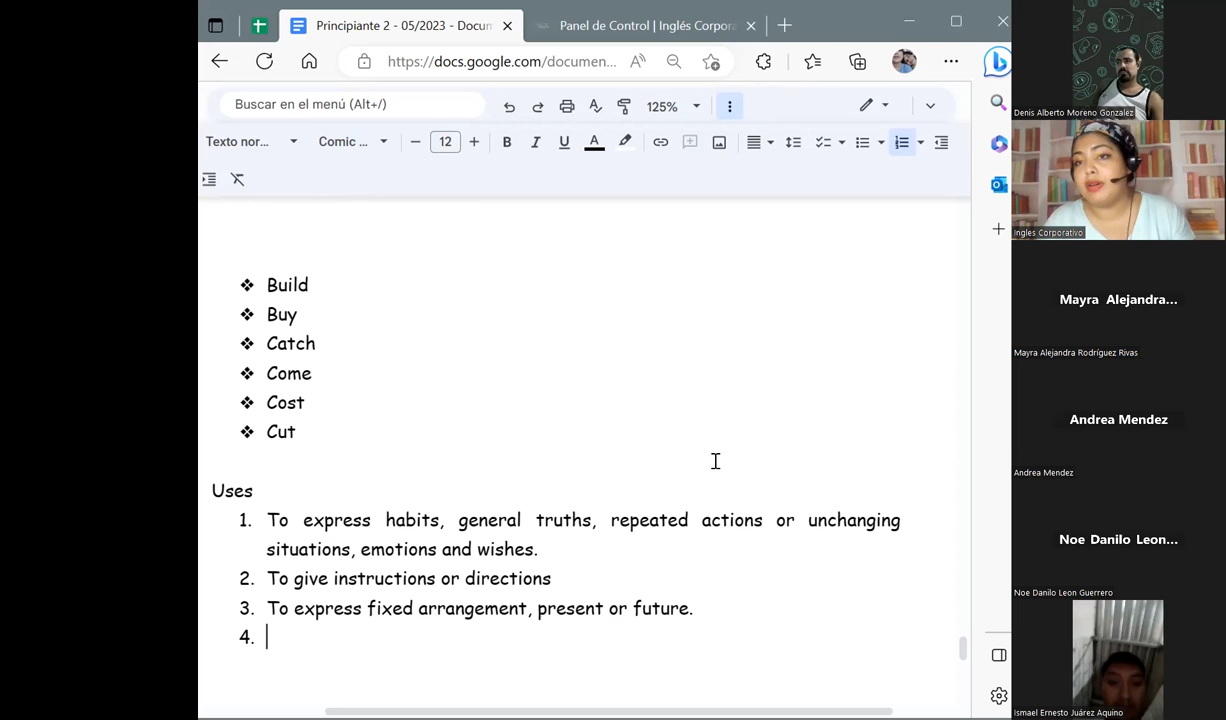 Principiante 2 - 05/2023 - Docum
Panel de Control | Inglés Corpora
https://docs.google.com/documen...
Buscar en el menú (Alt+/)
125%
Texto nor...
Comic ...
12
B I U A
Build
Buy
Catch
Come
Cost
Cut
Uses
1. To express habits, general truths, repeated actions or unchanging
situations, emotions and wishes.
2. To give instructions or directions
3. To express fixed arrangement, present or future.
4.
Denis Alberto Moreno Gonzalez
Ingles Corporativo
Mayra Alejandra...
Mayra Alejandra Rodríguez Rivas
Andrea Mendez
Andrea Mendez
Noe Danilo Leon...
Noe Danilo Leon Guerrero
Ismael Ernesto Juárez Aquino